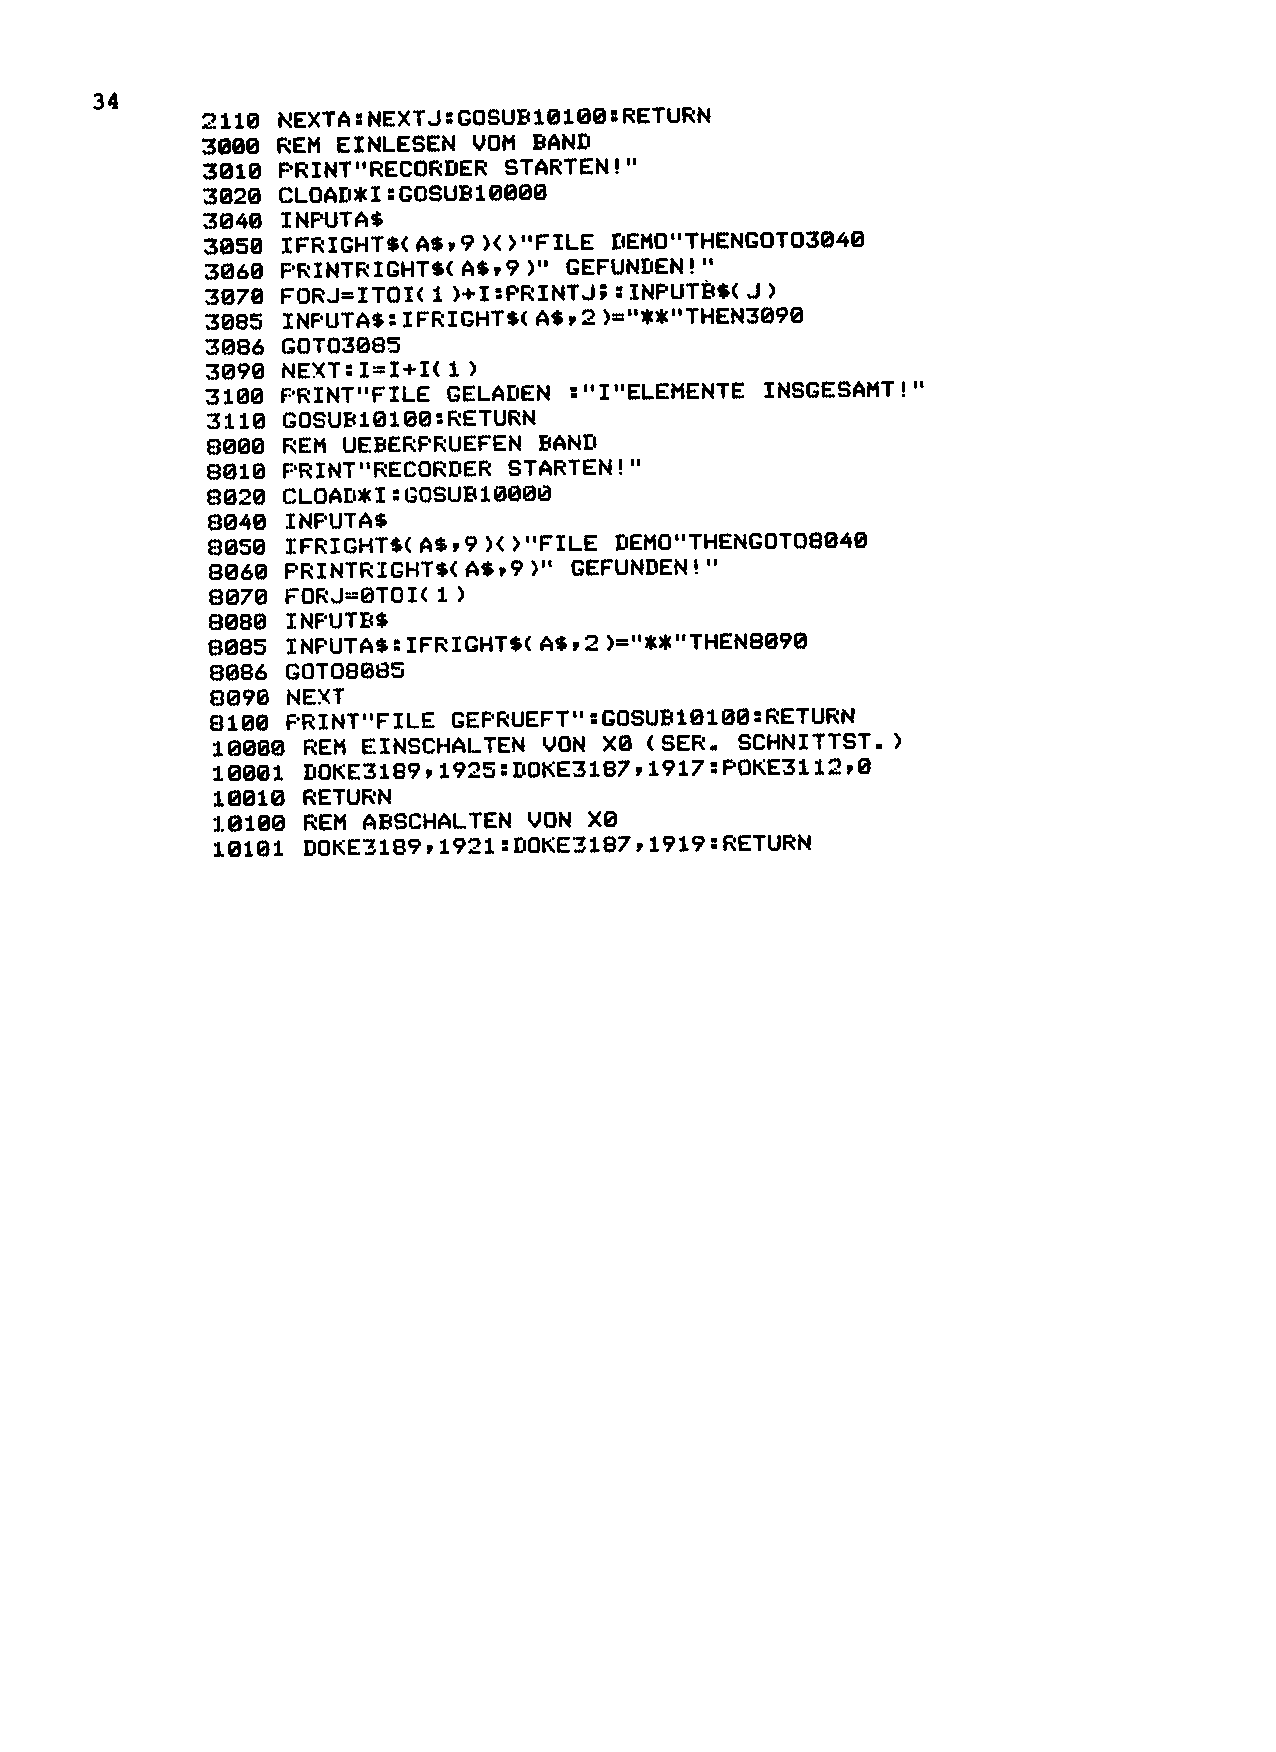 34
2110 NEXTA:NEXTJ:GOSUB10100:RETURN
3000 REM EINLESEN VOM BAND
3010 PRINT"RECORDER STARTEN!"
3020 CLOAD*I:GOSUB10000
3040 INPUTA$
3050 IFRIGHT$(A$,9)<>"FILE DEMO"THENGOTO3040
3060 PRINTRIGHT$(A$,9)" GEFUNDEN!"
3070 FORJ=ITOI(1)+I:PRINTJ;:INPUTB$(J)
3085 INPUTA$:IFRIGHT$(A$,2)="**"THEN3090
3086 GOTO3085
3090 NEXT:I=I+I(1)
3100 PRINT"FILE GELADEN :"I"ELEMENTE INSGESAMT!"
3110 GOSUB10100:RETURN
8000 REM UEBERPRUEFEN BAND
8010 PRINT"RECORDER STARTEN!"
8020 CLOAD*I:GOSUB10000
8040 INPUTA$
8050 IFRIGHT$(A$,9)<>"FILE DEMO"THENGOTO8040
8060 PRINTRIGHT$(A$,9)" GEFUNDEN!"
8070 FORJ=0TOI(1)
8080 INPUTB$
8085 INPUTA$:IFRIGHT$(A$,2)="**"THEN8090
8086 GOTO8085
8090 NEXT
8100 PRINT"FILE GEPRUEFT":GOSUB10100:RETURN
10000 REM EINSCHALTEN VON X0 (SER. SCHNITTST.)
10001 DOKE3189,1925:DOKE3187,1917:POKE3112,0
10010 RETURN
10100 REM ABSCHALTEN VON X0
10101 DOKE3189,1921:DOKE3187,1919:RETURN